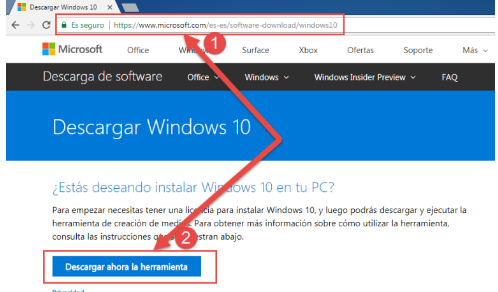 Descargar Windows 10
Es seguro | https://www.microsoft.com/es-es/software-download/windows10
1
Microsoft Office Surface Xbox Ofertas Soporte Más
Descarga de software Office Windows Windows Insider Preview FAQ
Descargar Windows 10
¿Estás deseando instalar Windows 10 en tu PC?
Para empezar necesitas tener una licencia para instalar Windows 10, y luego podrás descargar y ejecutar la
herramienta de creación de medios. Para obtener más información sobre cómo utilizar la herramienta,
consulta las instrucciones que se muestran abajo.
2
Descargar ahora la herramienta